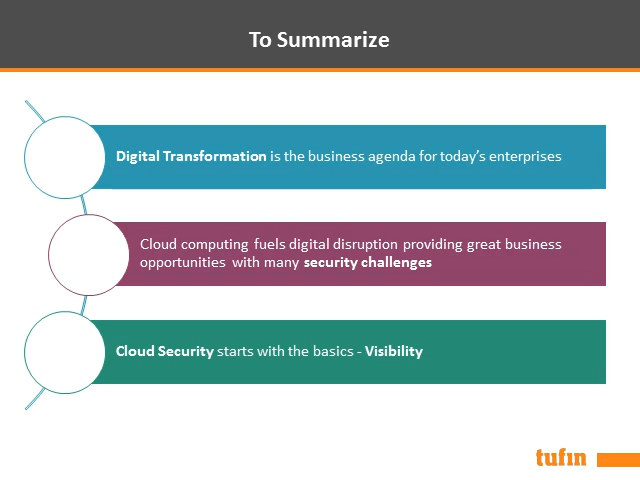 To Summarize
Digital Transformation is the business agenda for today’s enterprises
Cloud computing fuels digital disruption providing great business
opportunities with many security challenges
Cloud Security starts with the basics - Visibility
tufin